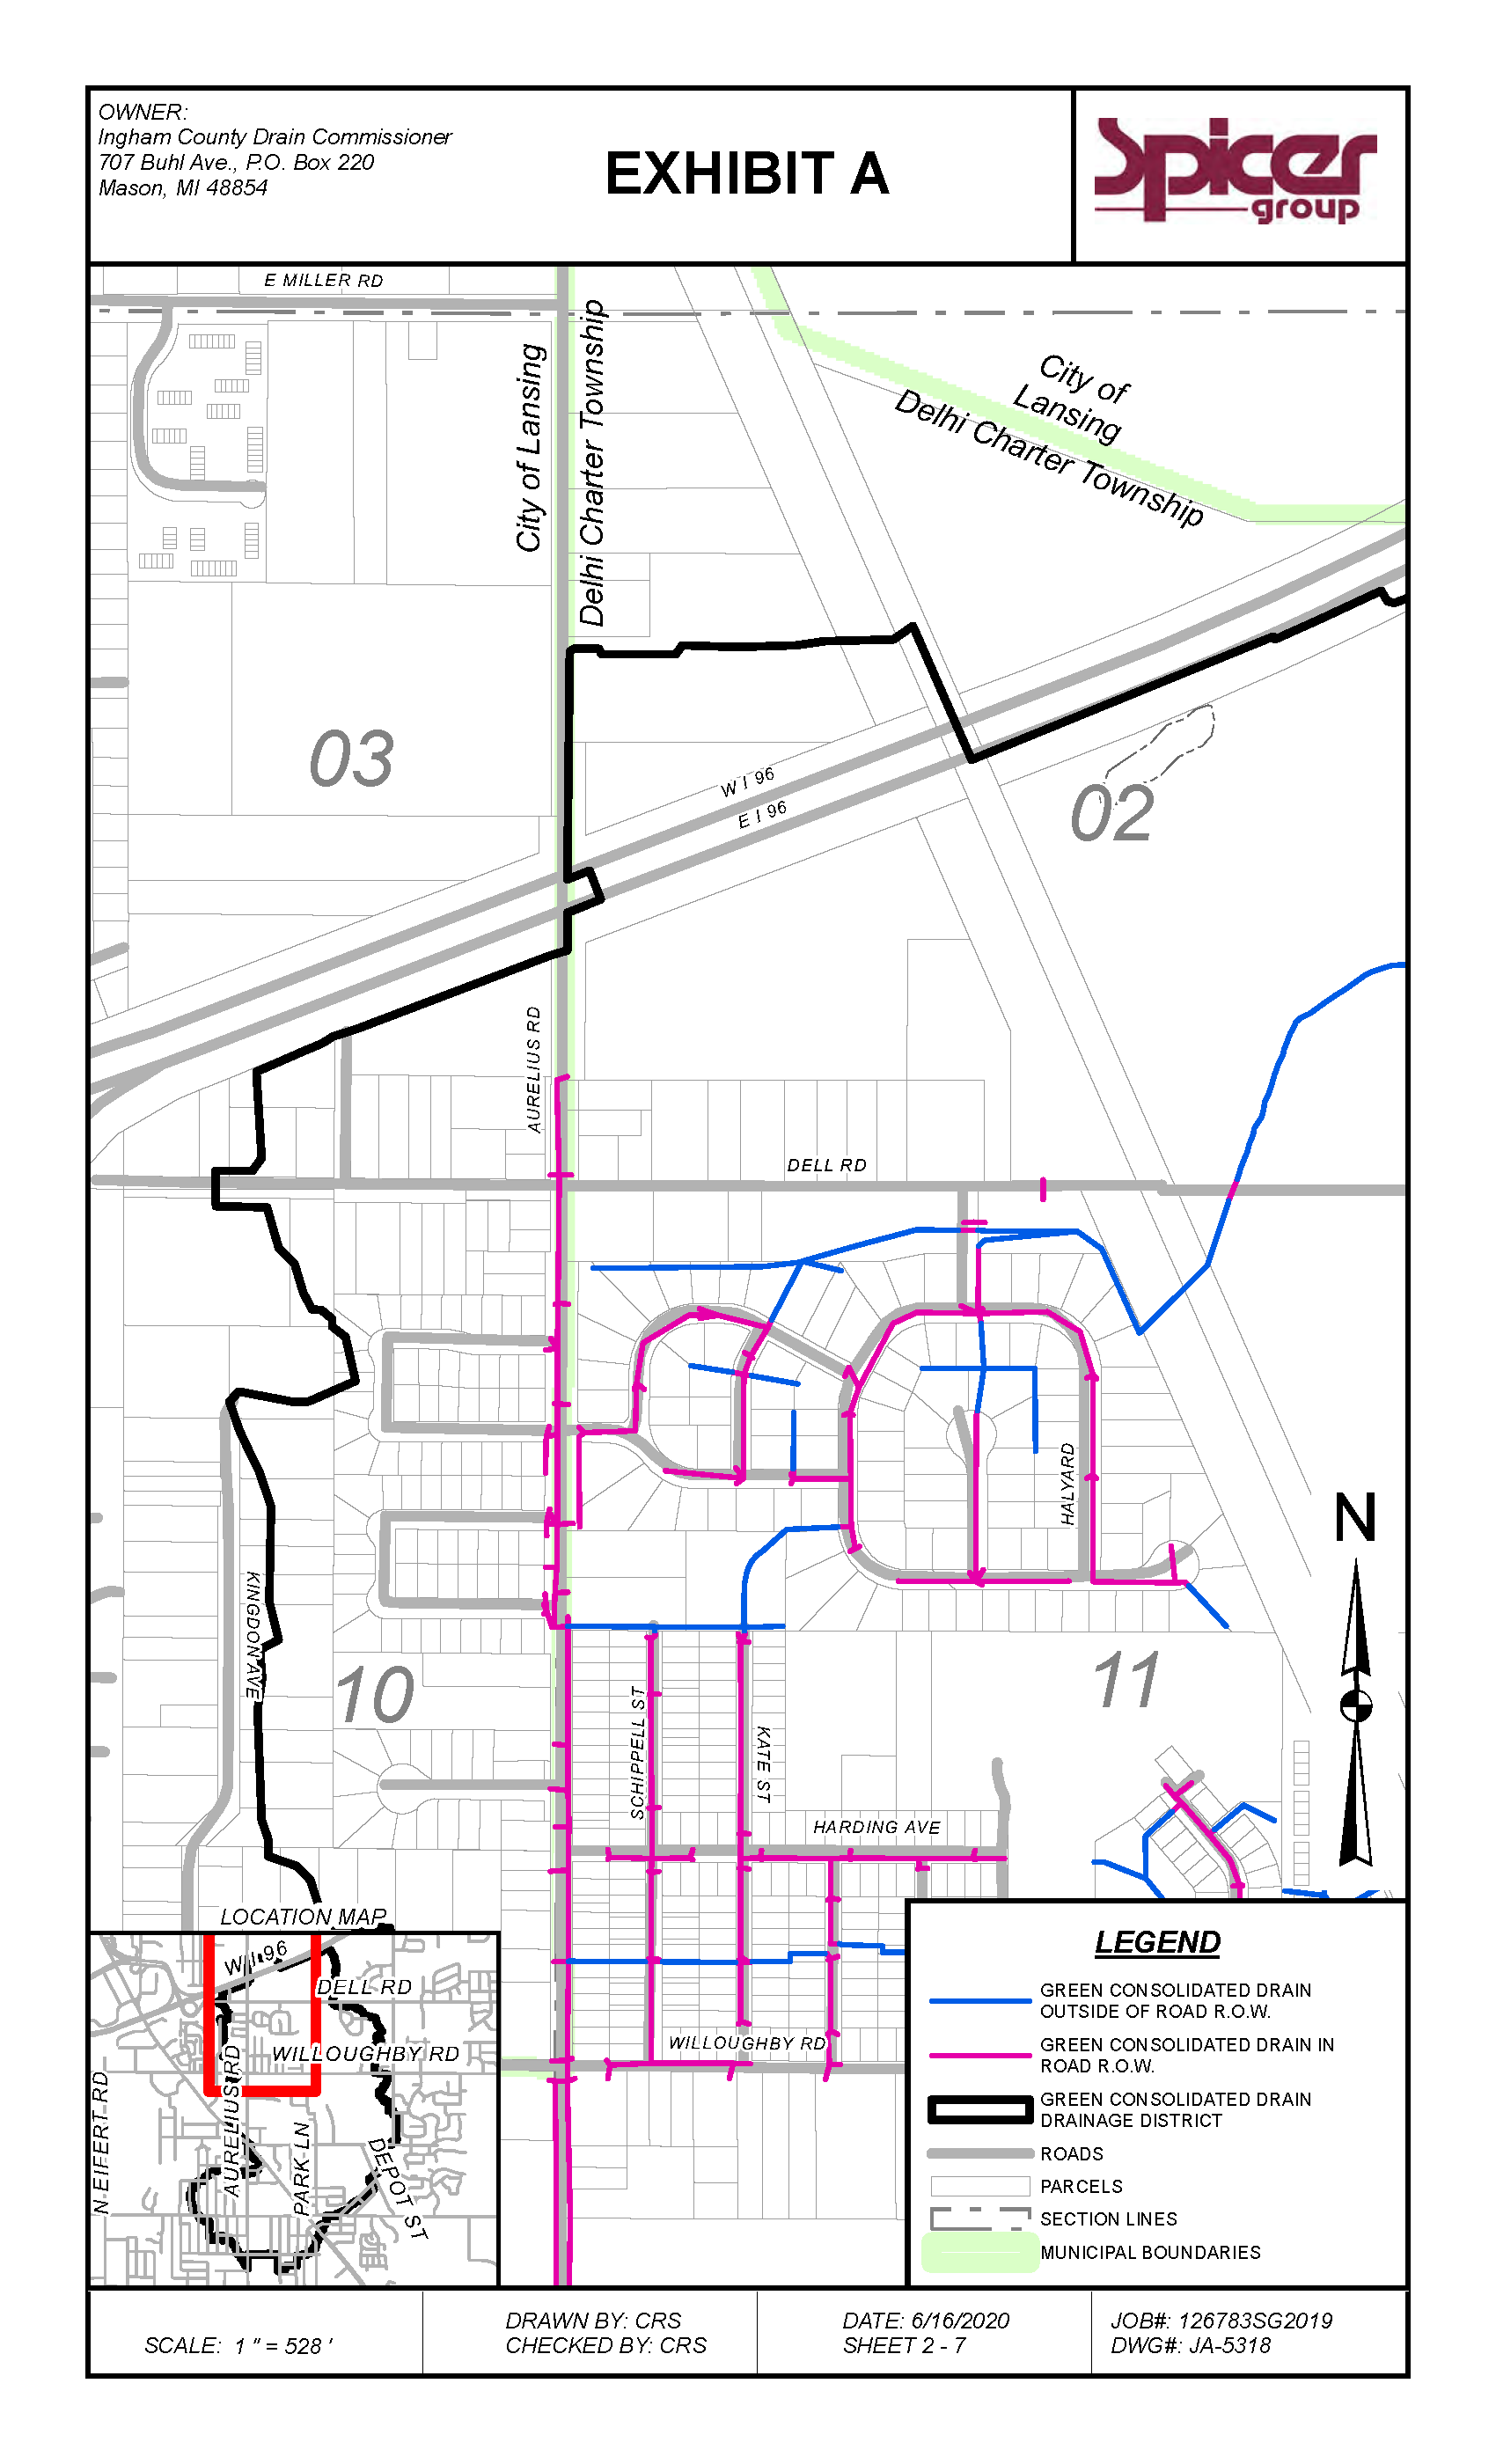 OWNER:
Ingham County Drain Commissioner
707 Buhl Ave., P.O. Box 220
Mason, MI 48854
EXHIBIT A
Spicer
group
E MILLER RD
City of Lansing
Delhi Charter Township
City of
Lansing
Delhi Charter Township
03
02
W I 96
E I 96
AURELIUS RD
DELL RD
HALYARD
N
KINGDON AVE
10
11
SCHIPPELL ST
KATE ST
HARDING AVE
WILLOUGHBY RD
LOCATION MAP
W I 96
DELL RD
WILLOUGHBY RD
N EIFERT RD
AURELIUS RD
PARK LN
DEPOT ST
LEGEND
GREEN CONSOLIDATED DRAIN
OUTSIDE OF ROAD R.O.W.
GREEN CONSOLIDATED DRAIN IN
ROAD R.O.W.
GREEN CONSOLIDATED DRAIN
DRAINAGE DISTRICT
ROADS
PARCELS
SECTION LINES
MUNICIPAL BOUNDARIES
SCALE: 1 " = 528 '
DRAWN BY: CRS
CHECKED BY: CRS
DATE: 6/16/2020
SHEET 2 - 7
JOB#: 126783SG2019
DWG#: JA-5318